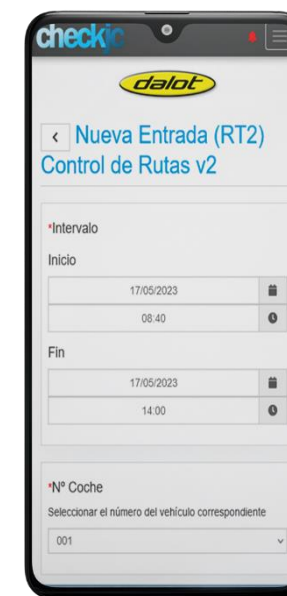 checkjc
dalot
Nueva Entrada (RT2)
Control de Rutas v2
*Intervalo
Inicio
17/05/2023
08:40
Fin
17/05/2023
14:00
*Nº Coche
Seleccionar el número del vehículo correspondiente
001